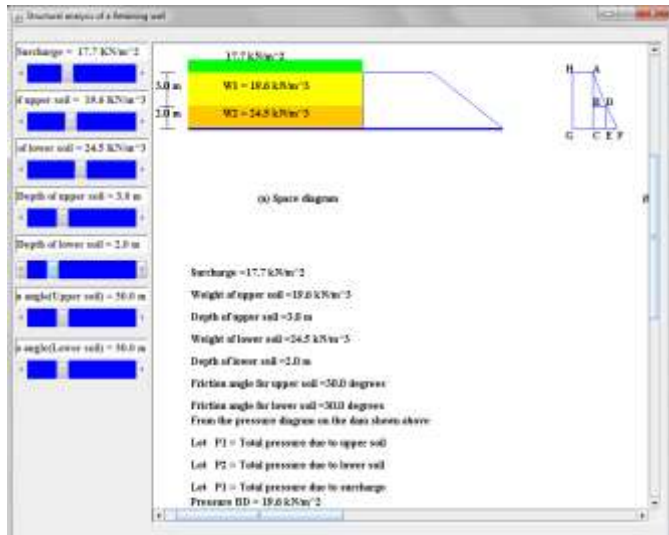 Structural analysis of a Retaining wall
Surcharge = 17.7 KN/m^2
f upper soil = 19.6 KN/m^3
of lower soil = 24.5 KN/m^3
Depth of upper soil = 3.0 m
Depth of lower soil = 2.0 m
n angle(Upper soil) = 30.0 m
n angle(Lower soil) = 30.0 m
17.7 kN/m^2
3.0 m
W1 = 19.6 kN/m^3
2.0 m
W2 = 24.5 kN/m^3
H A
B D
G C E F
(a) Space diagram
Surcharge =17.7 kN/m^2
Weight of upper soil =19.6 kN/m^3
Depth of upper soil =3.0 m
Weight of lower soil =24.5 kN/m^3
Depth of lower soil =2.0 m
Friction angle for upper soil =30.0 degrees
Friction angle for lower soil =30.0 degrees
From the pressure diagram on the dam shown above
Let P1 = Total pressure due to upper soil
Let P2 = Total pressure due to lower soil
Let P1 = Total pressure due to surcharge
Pressure BD = 19.6 kN/m^2